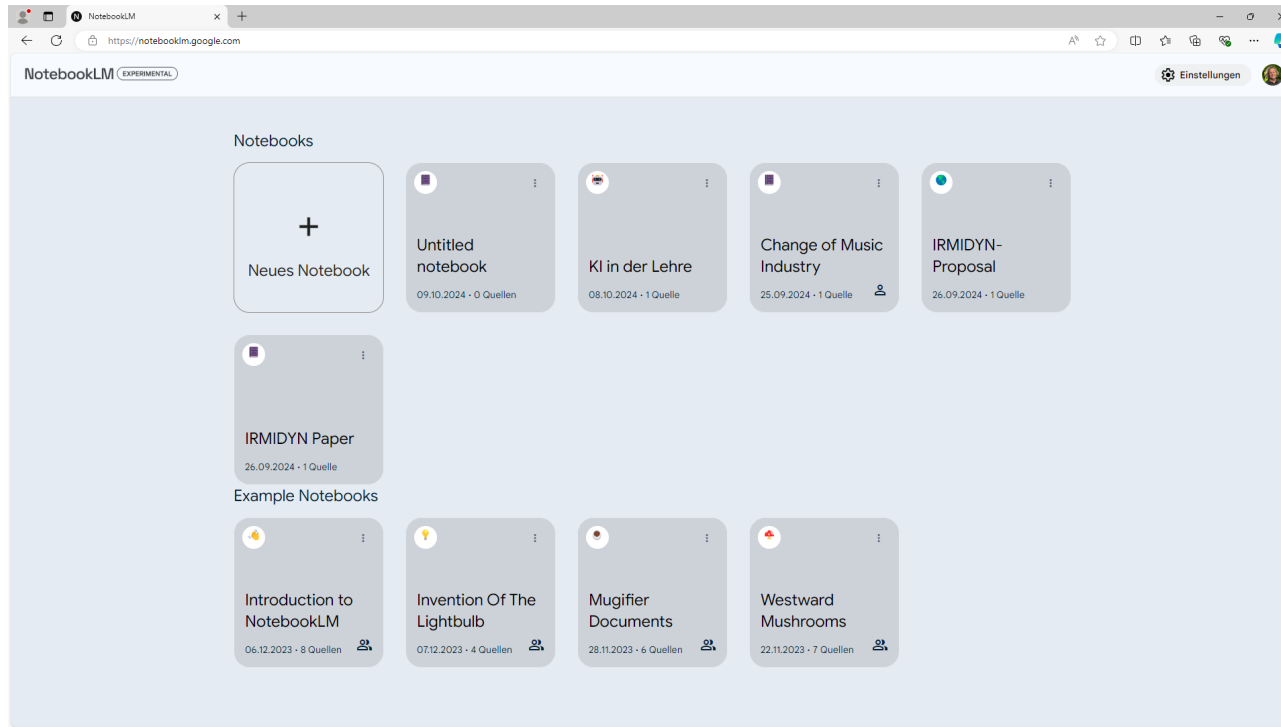 NotebookLM
https://notebooklm.google.com
NotebookLM EXPERIMENTAL
Einstellungen
Notebooks
+
Neues Notebook
Untitled
notebook
09.10.2024 · 0 Quellen
KI in der Lehre
08.10.2024 · 1 Quelle
Change of Music
Industry
25.09.2024 · 1 Quelle
IRMIDYN-
Proposal
26.09.2024 · 1 Quelle
IRMIDYN Paper
26.09.2024 · 1 Quelle
Example Notebooks
Introduction to
NotebookLM
06.12.2023 · 8 Quellen
Invention Of The
Lightbulb
07.12.2023 · 4 Quellen
Mugifier
Documents
28.11.2023 · 6 Quellen
Westward
Mushrooms
22.11.2023 · 7 Quellen